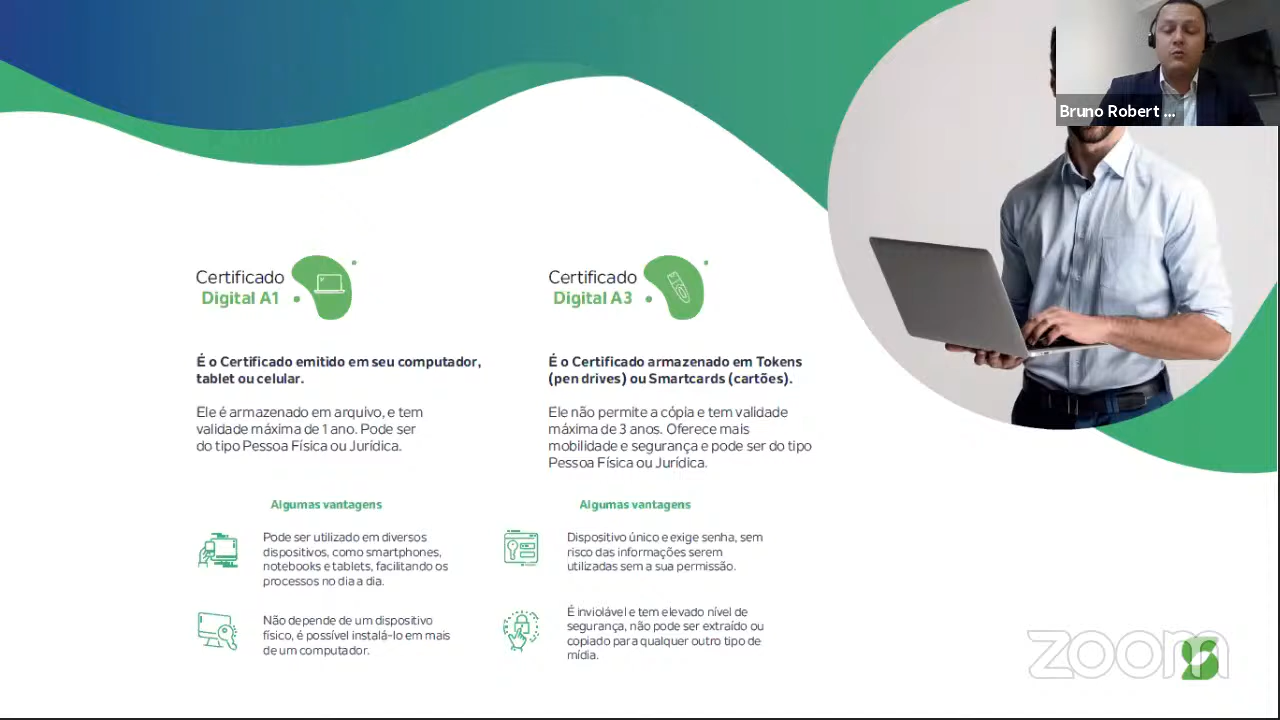 Bruno Robert ...
Certificado
Digital A1
É o Certificado emitido em seu computador,
tablet ou celular.
Ele é armazenado em arquivo, e tem
validade máxima de 1 ano. Pode ser
do tipo Pessoa Física ou Jurídica.
Algumas vantagens
Pode ser utilizado em diversos
dispositivos, como smartphones,
notebooks e tablets, facilitando os
processos no dia a dia.
Não depende de um dispositivo
físico, é possível instalá-lo em mais
de um computador.
Certificado
Digital A3
É o Certificado armazenado em Tokens
(pen drives) ou Smartcards (cartões).
Ele não permite a cópia e tem validade
máxima de 3 anos. Oferece mais
mobilidade e segurança e pode ser do tipo
Pessoa Física ou Jurídica.
Algumas vantagens
Dispositivo único e exige senha, sem
risco das informações serem
utilizadas sem a sua permissão.
É inviolável e tem elevado nível de
segurança, não pode ser extraído ou
copiado para qualquer outro tipo de
mídia.
zoom